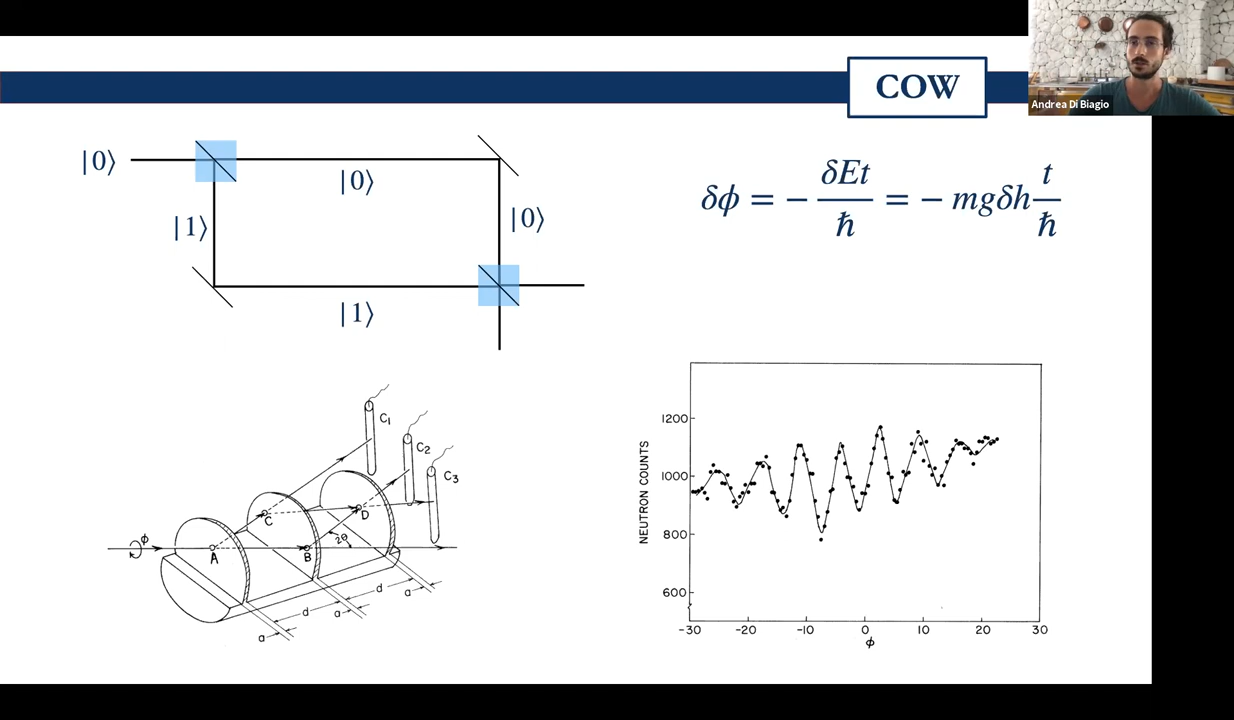 COW
Andrea Di Biagio
|0⟩
|0⟩
|1⟩
|0⟩
|1⟩
δϕ = − δEt/ħ = − mgδh t/ħ
C₁
C₂
C₃
C
D
ϕ
A
B
2θ
d
a
d
a
a
NEUTRON COUNTS
1200
1000
800
600
−30
−20
−10
0
10
20
30
ϕ